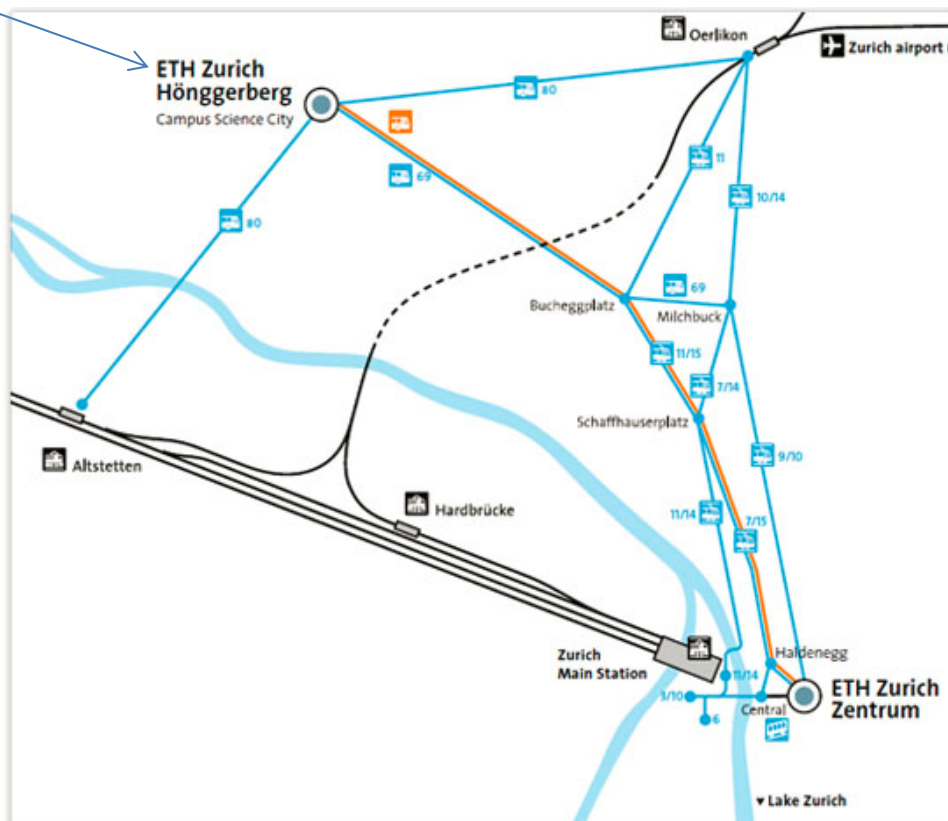 Oerlikon
Zurich airport
ETH Zurich
Hönggerberg
Campus Science City
80
11
69
10/14
80
69
Bucheggplatz
Milchbuck
11/15
7/14
Schaffhauserplatz
9/10
Altstetten
Hardbrücke
11/14
7/15
Zurich
Main Station
Haldenegg
11/14
ETH Zurich
Zentrum
3/10
Central
6
▾ Lake Zurich